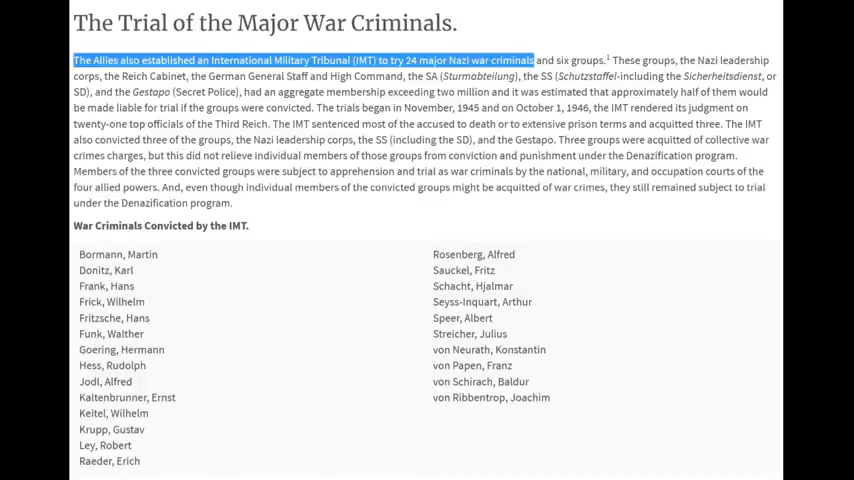 The Trial of the Major War Criminals.
The Allies also established an International Military Tribunal (IMT) to try 24 major Nazi war criminals and six groups.1 These groups, the Nazi leadership
corps, the Reich Cabinet, the German General Staff and High Command, the SA (Sturmabteilung), the SS (Schutzstaffel-including the Sicherheitsdienst, or
SD), and the Gestapo (Secret Police), had an aggregate membership exceeding two million and it was estimated that approximately half of them would
be made liable for trial if the groups were convicted. The trials began in November, 1945 and on October 1, 1946, the IMT rendered its judgment on
twenty-one top officials of the Third Reich. The IMT sentenced most of the accused to death or to extensive prison terms and acquitted three. The IMT
also convicted three of the groups, the Nazi leadership corps, the SS (including the SD), and the Gestapo. Three groups were acquitted of collective war
crimes charges, but this did not relieve individual members of those groups from conviction and punishment under the Denazification program.
Members of the three convicted groups were subject to apprehension and trial as war criminals by the national, military, and occupation courts of the
four allied powers. And, even though individual members of the convicted groups might be acquitted of war crimes, they still remained subject to trial
under the Denazification program.
War Criminals Convicted by the IMT.
Bormann, Martin
Donitz, Karl
Frank, Hans
Frick, Wilhelm
Fritzsche, Hans
Funk, Walther
Goering, Hermann
Hess, Rudolph
Jodl, Alfred
Kaltenbrunner, Ernst
Keitel, Wilhelm
Krupp, Gustav
Ley, Robert
Raeder, Erich
Rosenberg, Alfred
Sauckel, Fritz
Schacht, Hjalmar
Seyss-Inquart, Arthur
Speer, Albert
Streicher, Julius
von Neurath, Konstantin
von Papen, Franz
von Schirach, Baldur
von Ribbentrop, Joachim